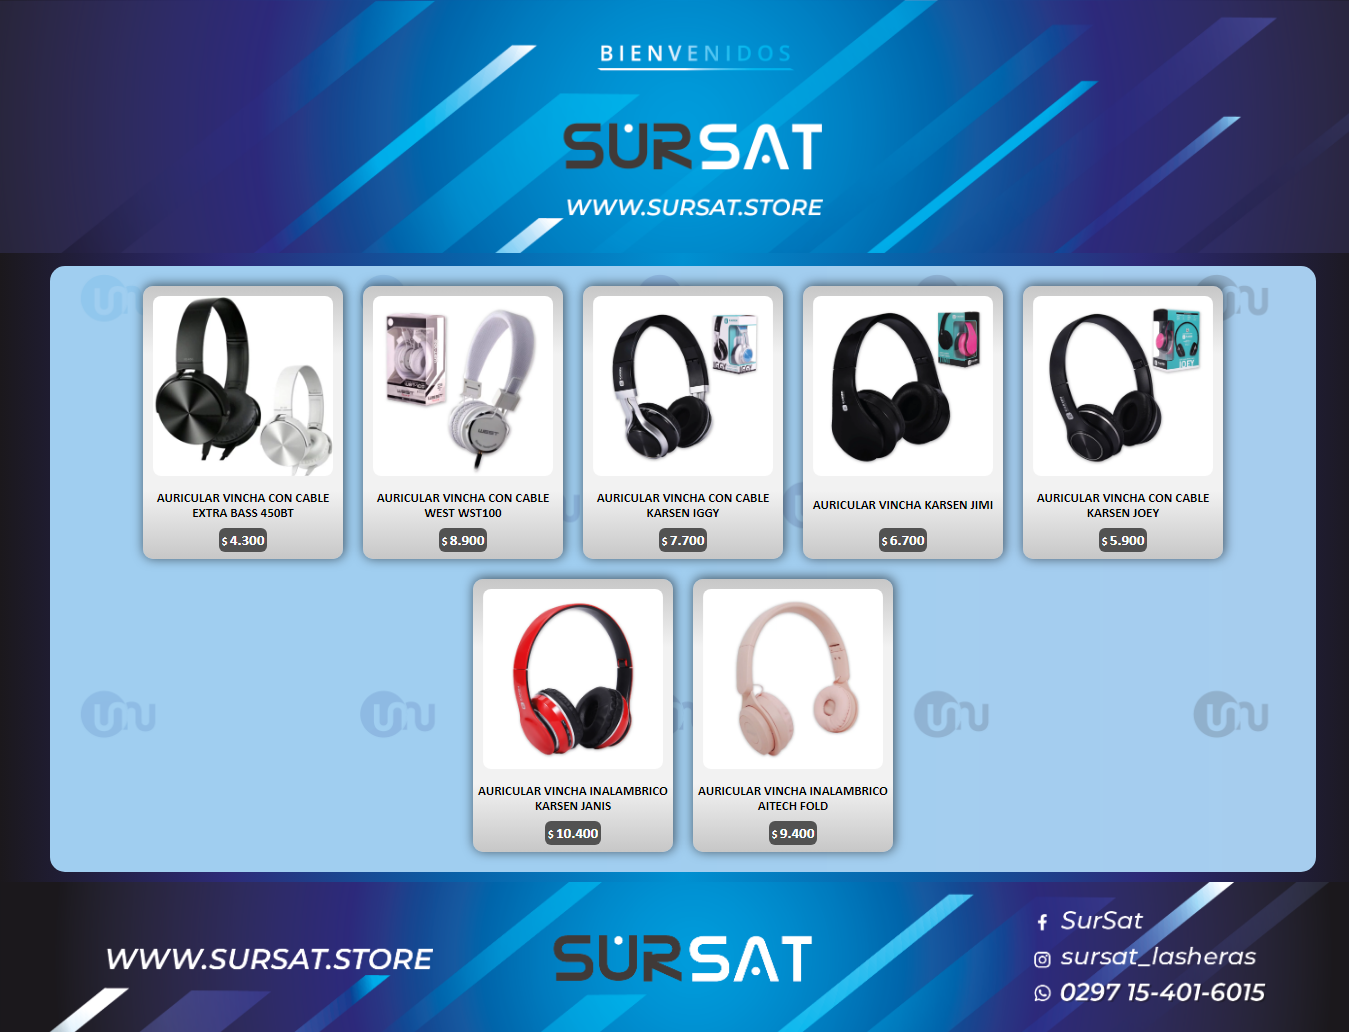 BIENVENIDOS
SURSAT
WWW.SURSAT.STORE
AURICULAR VINCHA CON CABLE
EXTRA BASS 450BT
$ 4.300
WEST
AURICULAR VINCHA CON CABLE
WEST WST100
$ 8.900
IGGY
AURICULAR VINCHA CON CABLE
KARSEN IGGY
$ 7.700
AURICULAR VINCHA KARSEN JIMI
$ 6.700
JOEY
AURICULAR VINCHA CON CABLE
KARSEN JOEY
$ 5.900
AURICULAR VINCHA INALAMBRICO
KARSEN JANIS
$ 10.400
AURICULAR VINCHA INALAMBRICO
AITECH FOLD
$ 9.400
WWW.SURSAT.STORE
SURSAT
SurSat
sursat_lasheras
0297 15-401-6015